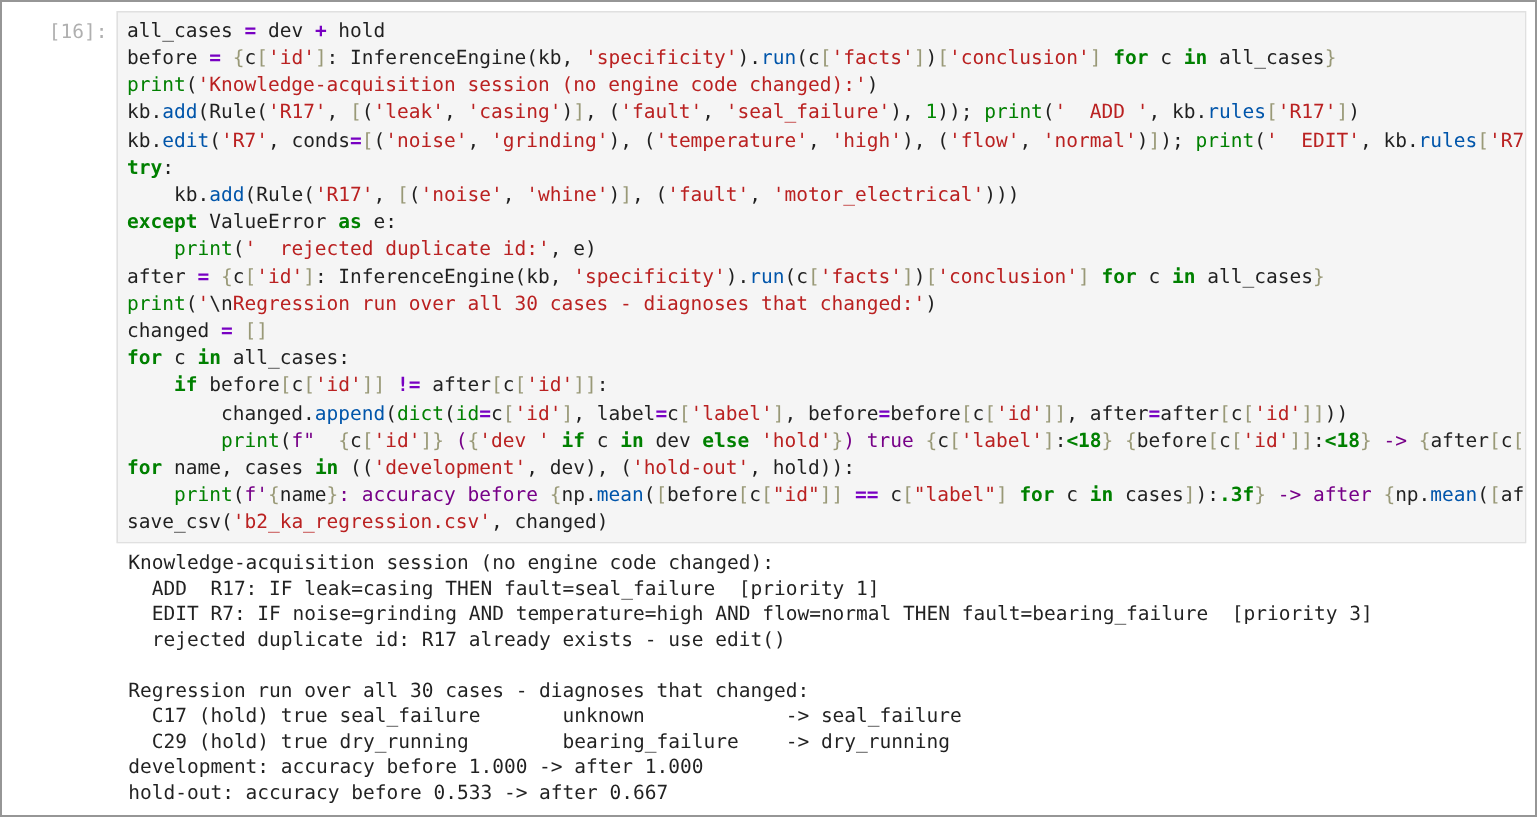 [16]:
all_cases = dev + hold
before = {c['id']: InferenceEngine(kb, 'specificity').run(c['facts'])['conclusion'] for c in all_cases}
print('Knowledge-acquisition session (no engine code changed):')
kb.add(Rule('R17', [('leak', 'casing')], ('fault', 'seal_failure'), 1)); print('  ADD ', kb.rules['R17'])
kb.edit('R7', conds=[('noise', 'grinding'), ('temperature', 'high'), ('flow', 'normal')]); print('  EDIT', kb.rules['R7
try:
    kb.add(Rule('R17', [('noise', 'whine')], ('fault', 'motor_electrical')))
except ValueError as e:
    print('  rejected duplicate id:', e)
after = {c['id']: InferenceEngine(kb, 'specificity').run(c['facts'])['conclusion'] for c in all_cases}
print('\nRegression run over all 30 cases - diagnoses that changed:')
changed = []
for c in all_cases:
    if before[c['id']] != after[c['id']]:
        changed.append(dict(id=c['id'], label=c['label'], before=before[c['id']], after=after[c['id']]))
        print(f"  {c['id']} ({'dev ' if c in dev else 'hold'}) true {c['label']:<18} {before[c['id']]:<18} -> {after[c[
for name, cases in (('development', dev), ('hold-out', hold)):
    print(f'{name}: accuracy before {np.mean([before[c["id"]] == c["label"] for c in cases]):.3f} -> after {np.mean([af
save_csv('b2_ka_regression.csv', changed)
Knowledge-acquisition session (no engine code changed):
  ADD  R17: IF leak=casing THEN fault=seal_failure  [priority 1]
  EDIT R7: IF noise=grinding AND temperature=high AND flow=normal THEN fault=bearing_failure  [priority 3]
  rejected duplicate id: R17 already exists - use edit()

Regression run over all 30 cases - diagnoses that changed:
  C17 (hold) true seal_failure       unknown            -> seal_failure
  C29 (hold) true dry_running        bearing_failure    -> dry_running
development: accuracy before 1.000 -> after 1.000
hold-out: accuracy before 0.533 -> after 0.667